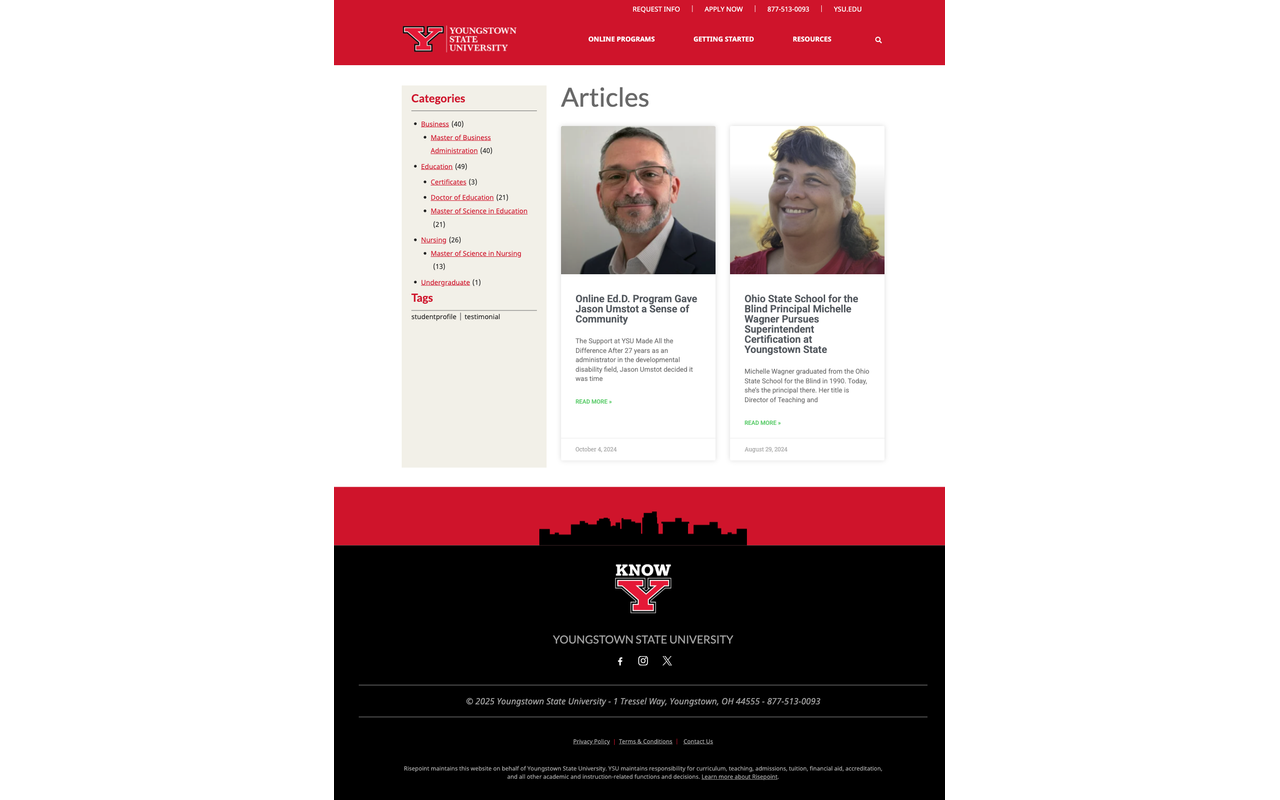 REQUEST INFO | APPLY NOW | 877-513-0093 | YSU.EDU
YOUNGSTOWN
STATE
UNIVERSITY
ONLINE PROGRAMS GETTING STARTED RESOURCES
Categories
Business (40)
Master of Business
Administration (40)
Education (49)
Certificates (3)
Doctor of Education (21)
Master of Science in Education
(21)
Nursing (26)
Master of Science in Nursing
(13)
Undergraduate (1)
Tags
studentprofile | testimonial
Articles
Online Ed.D. Program Gave
Jason Umstot a Sense of
Community
The Support at YSU Made All the
Difference After 27 years as an
administrator in the developmental
disability field, Jason Umstot decided it
was time
READ MORE »
October 4, 2024
Ohio State School for the
Blind Principal Michelle
Wagner Pursues
Superintendent
Certification at
Youngstown State
Michelle Wagner graduated from the Ohio
State School for the Blind in 1990. Today,
she's the principal there. Her title is
Director of Teaching and
READ MORE »
August 29, 2024
KNOW
Y
YOUNGSTOWN STATE UNIVERSITY
© 2025 Youngstown State University - 1 Tressel Way, Youngstown, OH 44555 - 877-513-0093
Privacy Policy | Terms & Conditions | Contact Us
Risepoint maintains this website on behalf of Youngstown State University. YSU maintains responsibility for curriculum, teaching, admissions, tuition, financial aid, accreditation,
and all other academic and instruction-related functions and decisions. Learn more about Risepoint.